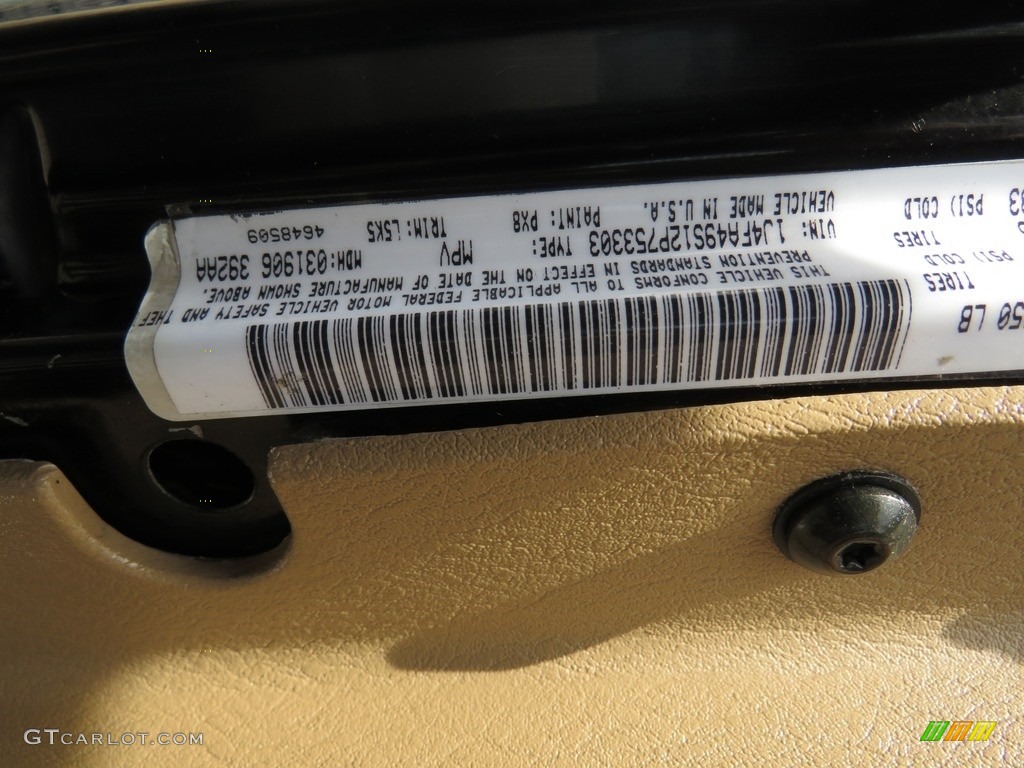 50 LB
TIRES PSI) COLD
TIRES PSI) COLD
THIS VEHICLE CONFORMS TO ALL APPLICABLE FEDERAL MOTOR VEHICLE SAFETY AND THEF
PREVENTION STANDARDS IN EFFECT ON THE DATE OF MANUFACTURE SHOWN ABOVE.
VIN: 1J4FA49S12P753303 TYPE: MPV MDH:031906 392AA
VEHICLE MADE IN U.S.A. PAINT: PX8 TRIM: L5K5 4648509
GTCARLOT.COM